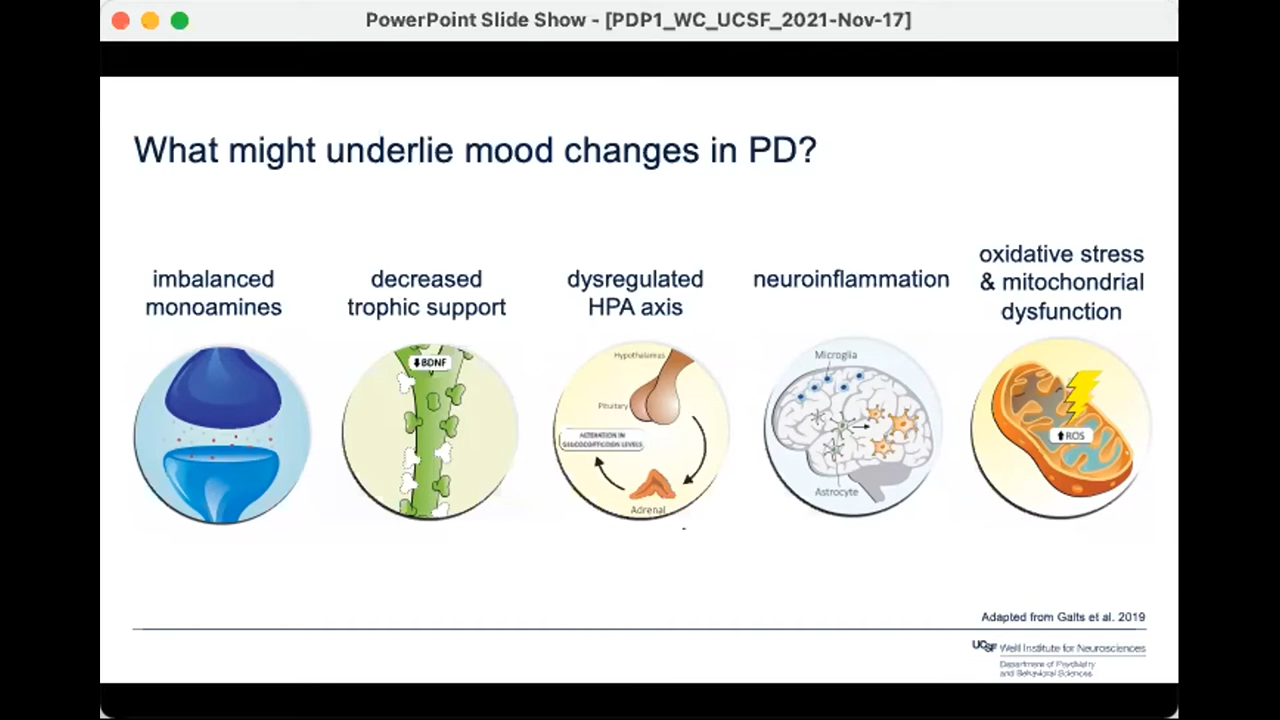 PowerPoint Slide Show - [PDP1_WC_UCSF_2021-Nov-17]
What might underlie mood changes in PD?
imbalanced
monoamines
decreased
trophic support
dysregulated
HPA axis
neuroinflammation
oxidative stress
& mitochondrial
dysfunction
⬇BDNF
Hypothalamus
Pituitary
ALTERATION IN
GLUCOCORTICOID LEVELS
Adrenal
Microglia
Astrocyte
⬆ROS
Adapted from Galts et al. 2019
UCSF Weill Institute for Neurosciences
Department of Psychiatry
and Behavioral Sciences